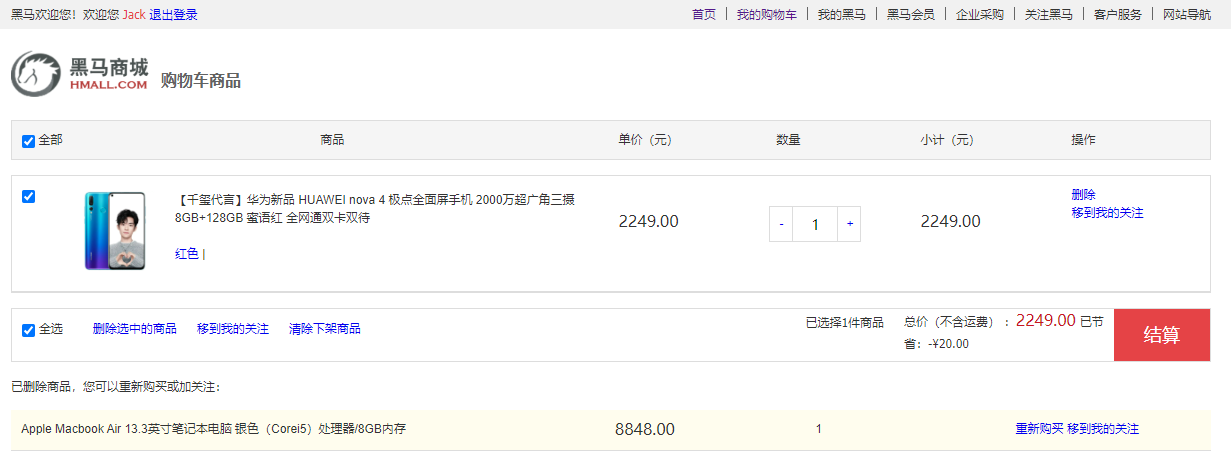 黑马欢迎您！欢迎您 Jack 退出登录
首页 | 我的购物车 | 我的黑马 | 黑马会员 | 企业采购 | 关注黑马 | 客户服务 | 网站导航
黑马商城
HMALL.COM
购物车商品
全部 商品 单价（元） 数量 小计（元） 操作
【千玺代言】华为新品 HUAWEI nova 4 极点全面屏手机 2000万超广角三摄
8GB+128GB 蜜语红 全网通双卡双待
红色 |
2249.00 - 1 + 2249.00
删除
移到我的关注
全选 删除选中的商品 移到我的关注 清除下架商品
已选择1件商品 总价（不含运费）：2249.00 已节
省：-¥20.00
结算
已删除商品，您可以重新购买或加关注：
Apple Macbook Air 13.3英寸笔记本电脑 银色（Corei5）处理器/8GB内存 8848.00 1 重新购买 移到我的关注